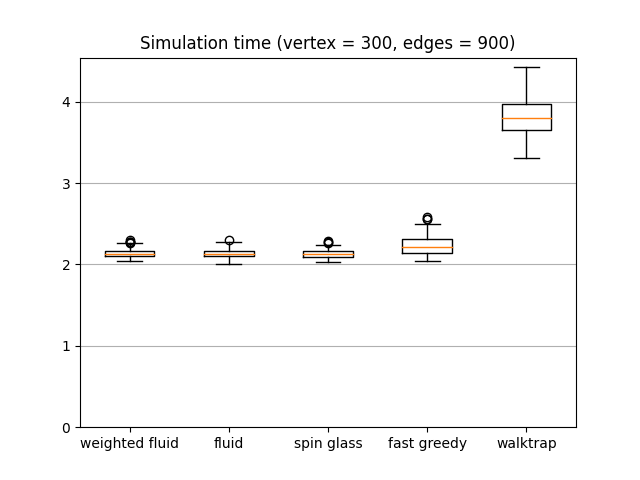 Simulation time (vertex = 300, edges = 900)
4
3
2
1
0
weighted fluid fluid spin glass fast greedy walktrap